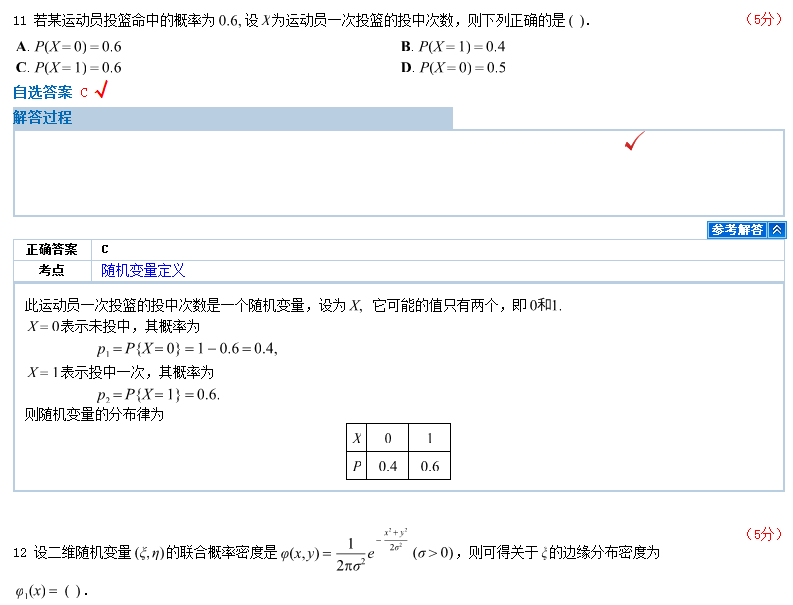 11 若某运动员投篮命中的概率为 0.6, 设 X 为运动员一次投篮的投中次数，则下列正确的是 ( ). （5分）
A. P(X = 0) = 0.6 B. P(X = 1) = 0.4
C. P(X = 1) = 0.6 D. P(X = 0) = 0.5
自选答案 C √
解答过程
√
参考解答
正确答案 C
考点 随机变量定义
此运动员一次投篮的投中次数是一个随机变量，设为 X, 它可能的值只有两个，即 0和1.
X = 0表示未投中，其概率为
p₁ = P{X = 0} = 1 − 0.6 = 0.4,
X = 1表示投中一次，其概率为
p₂ = P{X = 1} = 0.6.
则随机变量的分布律为
X 0 1
P 0.4 0.6
（5分）
12 设二维随机变量 (ξ,η) 的联合概率密度是 φ(x,y) = \frac{1}{2πσ²} e^{-\frac{x²+y²}{2σ²}} (σ > 0)，则可得关于 ξ 的边缘分布密度为
φ₁(x) = ( ).